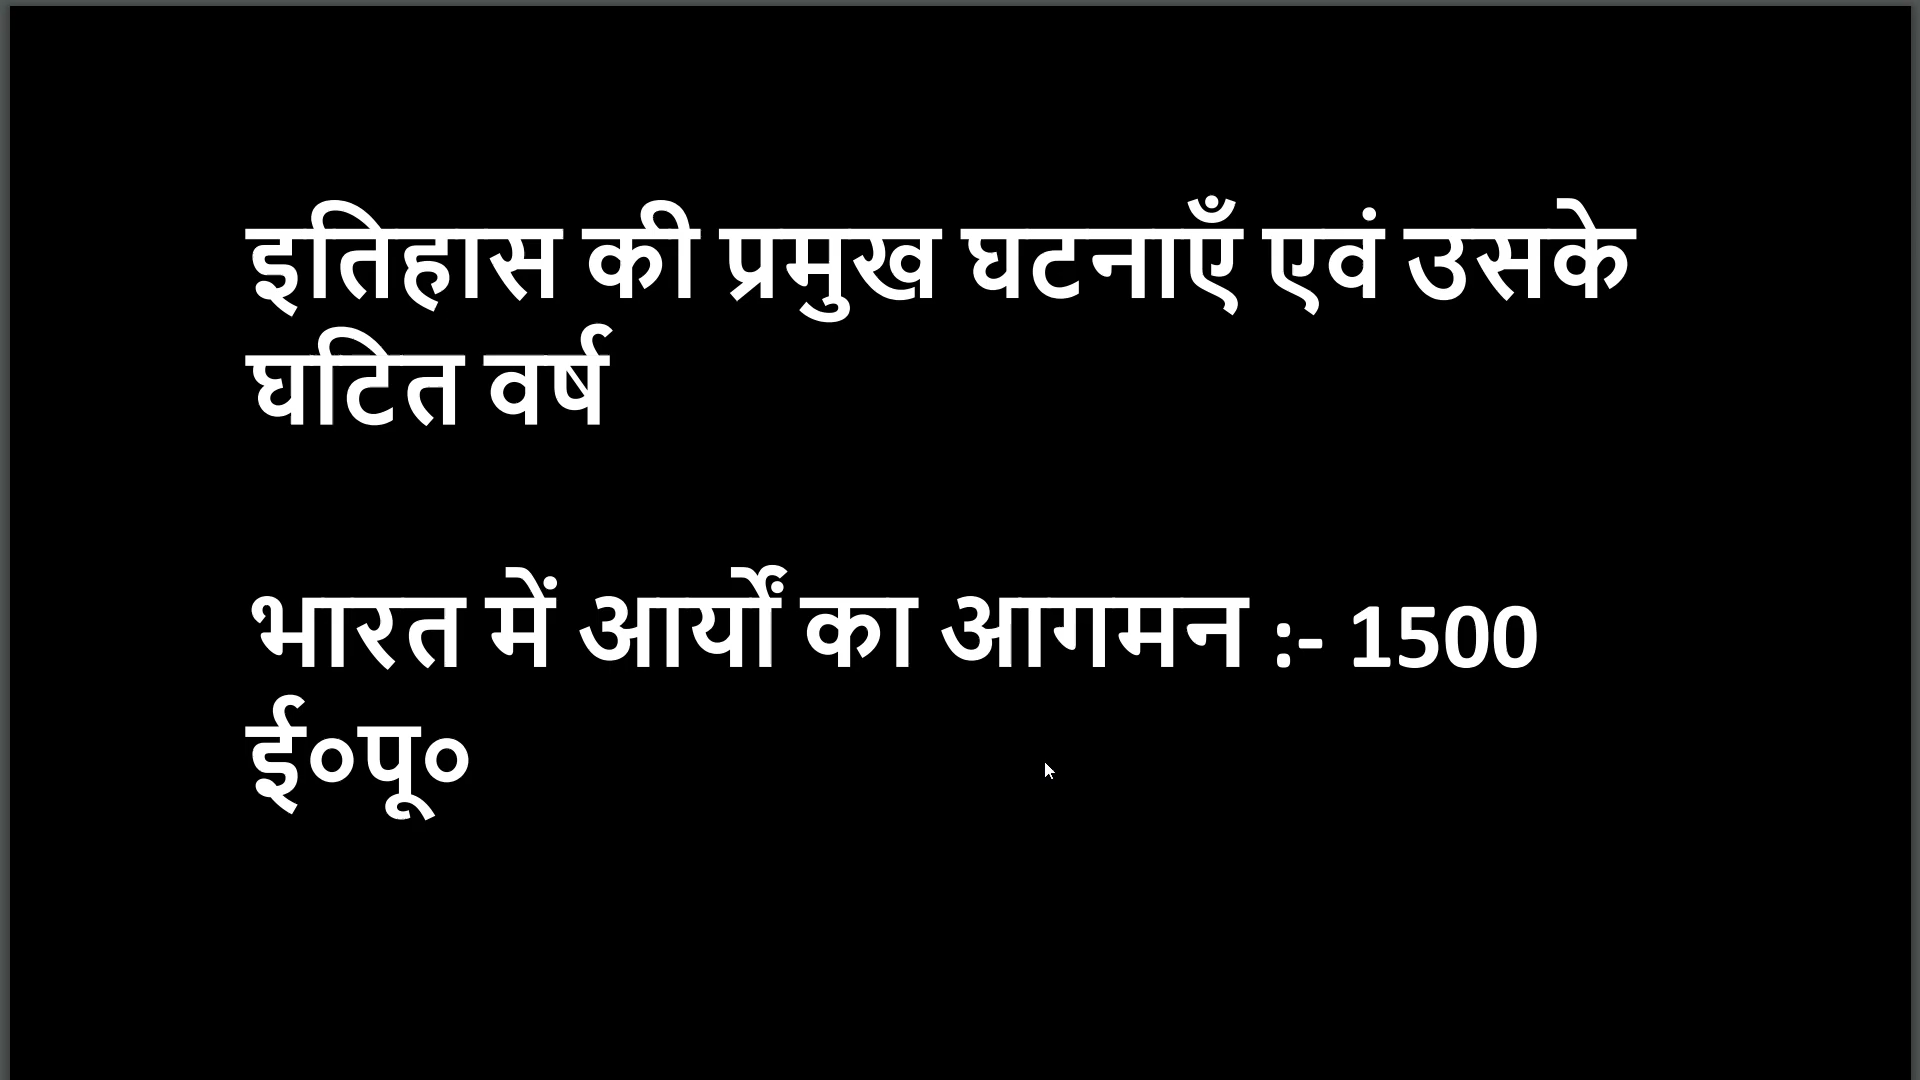 इतिहास की प्रमुख घटनाएँ एवं उसके
घटित वर्ष
भारत में आर्यों का आगमन :- 1500
ई०पू०